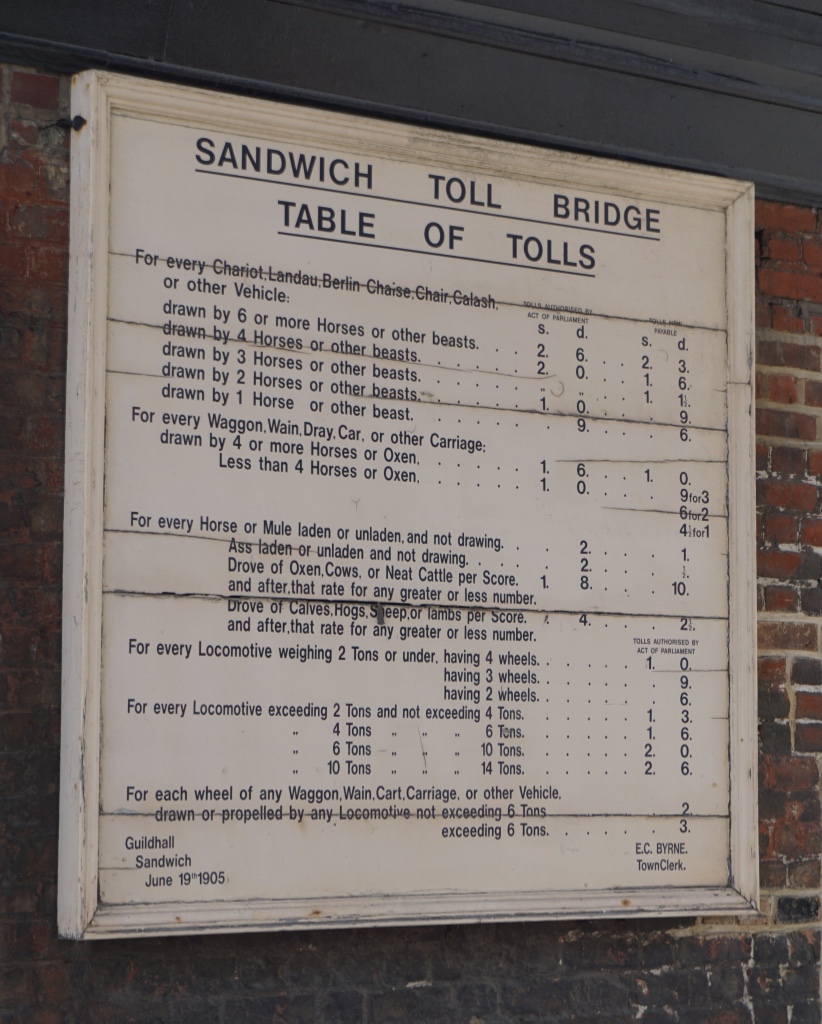 SANDWICH TOLL BRIDGE
TABLE OF TOLLS
For every Chariot,Landau,Berlin Chaise,Chair,Calash,
or other Vehicle:
TOLLS AUTHORISED BY
ACT OF PARLIAMENT
TOLLS NOW
PAYABLE
s. d. s. d.
drawn by 6 or more Horses or other beasts. . . . 2. 6. . . 2. 3.
drawn by 4 Horses or other beasts. . . . . . . 2. 0. . . 1. 6.
drawn by 3 Horses or other beasts. . . . . . . „ „ . . 1. 1½.
drawn by 2 Horses or other beasts. . . . . . . 1. 0. . . . 9.
drawn by 1 Horse or other beast. . . . . . . . 9. . . . 6.
For every Waggon,Wain,Dray,Car, or other Carriage;
drawn by 4 or more Horses or Oxen, . . . . . 1. 6. . . 1. 0.
Less than 4 Horses or Oxen, . . . . . 1. 0. . . . 9for3
6for2
4½for1
For every Horse or Mule laden or unladen, and not drawing. . . 2. . . . 1.
Ass laden or unladen and not drawing. . . . 2. . . . ½.
Drove of Oxen,Cows, or Neat Cattle per Score. 1. 8. . . . 10.
and after,that rate for any greater or less number.
Drove of Calves,Hogs,Sheep,or lambs per Score. . 4. . . . 2½.
and after,that rate for any greater or less number.
TOLLS AUTHORISED BY
ACT OF PARLIAMENT
For every Locomotive weighing 2 Tons or under, having 4 wheels. . . . . . 1. 0.
having 3 wheels. . . . . . . 9.
having 2 wheels. . . . . . . 6.
For every Locomotive exceeding 2 Tons and not exceeding 4 Tons. . . . . . 1. 3.
„ 4 Tons „ „ „ 6 Tons. . . . . . 1. 6.
„ 6 Tons „ „ „ 10 Tons. . . . . . 2. 0.
„ 10 Tons „ „ „ 14 Tons. . . . . . 2. 6.
For each wheel of any Waggon,Wain,Cart,Carriage, or other Vehicle,
drawn or propelled by any Locomotive not exceeding 6 Tons . . . . . 2.
exceeding 6 Tons. . . . . . 3.
Guildhall
Sandwich
June 19th 1905
E.C. BYRNE.
TownClerk.